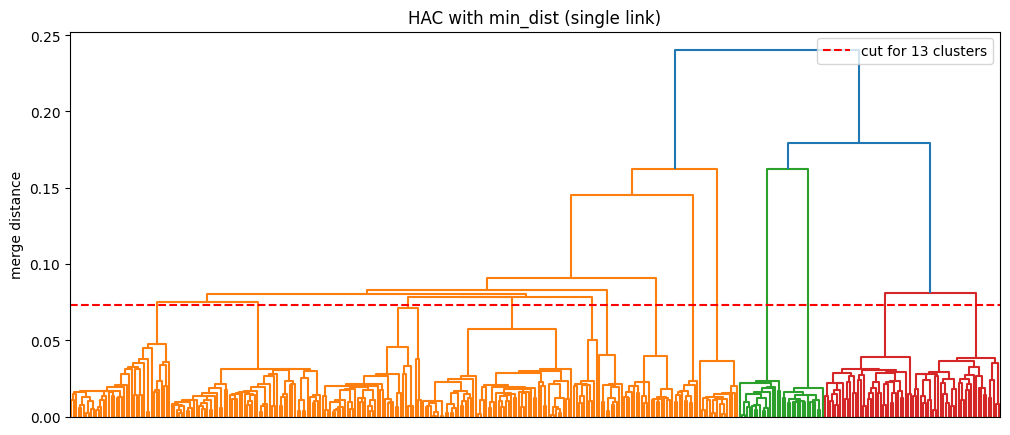 HAC with min_dist (single link)
cut for 13 clusters
merge distance
0.25
0.20
0.15
0.10
0.05
0.00